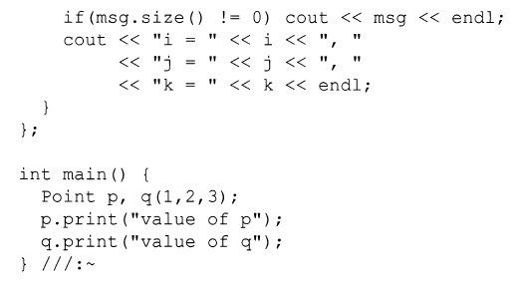 if(msg.size() != 0) cout << msg << endl;
cout << "i = " << i << ", "
<< "j = " << j << ", "
<< "k = " << k << endl;
}
};
int main() {
Point p, q(1,2,3);
p.print("value of p");
q.print("value of q");
} ///:~